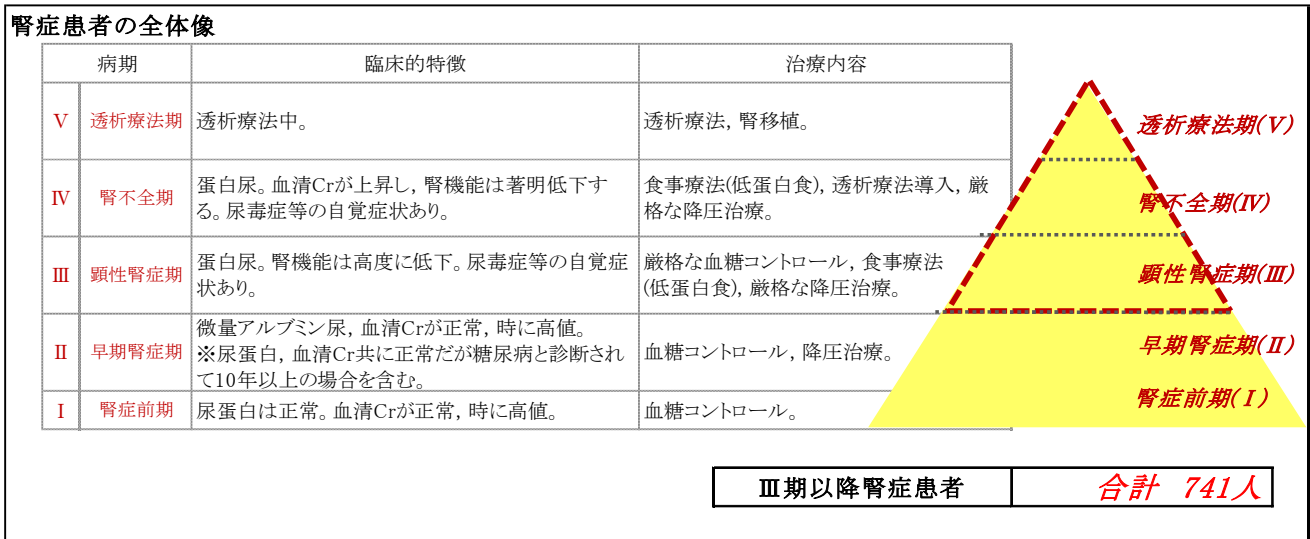 腎症患者の全体像
病期 臨床的特徴 治療内容
Ⅴ 透析療法期 透析療法中。 透析療法, 腎移植。
Ⅳ 腎不全期 蛋白尿。血清Crが上昇し, 腎機能は著明低下す
る。尿毒症等の自覚症状あり。
食事療法(低蛋白食), 透析療法導入, 厳
格な降圧治療。
Ⅲ 顕性腎症期 蛋白尿。腎機能は高度に低下。尿毒症等の自覚症
状あり。
厳格な血糖コントロール, 食事療法
(低蛋白食), 厳格な降圧治療。
Ⅱ 早期腎症期 微量アルブミン尿, 血清Crが正常, 時に高値。
※尿蛋白, 血清Cr共に正常だが糖尿病と診断され
て10年以上の場合を含む。
血糖コントロール, 降圧治療。
Ⅰ 腎症前期 尿蛋白は正常。血清Crが正常, 時に高値。 血糖コントロール。
透析療法期(Ⅴ)
腎不全期(Ⅳ)
顕性腎症期(Ⅲ)
早期腎症期(Ⅱ)
腎症前期(Ⅰ)
Ⅲ期以降腎症患者 合計 741人